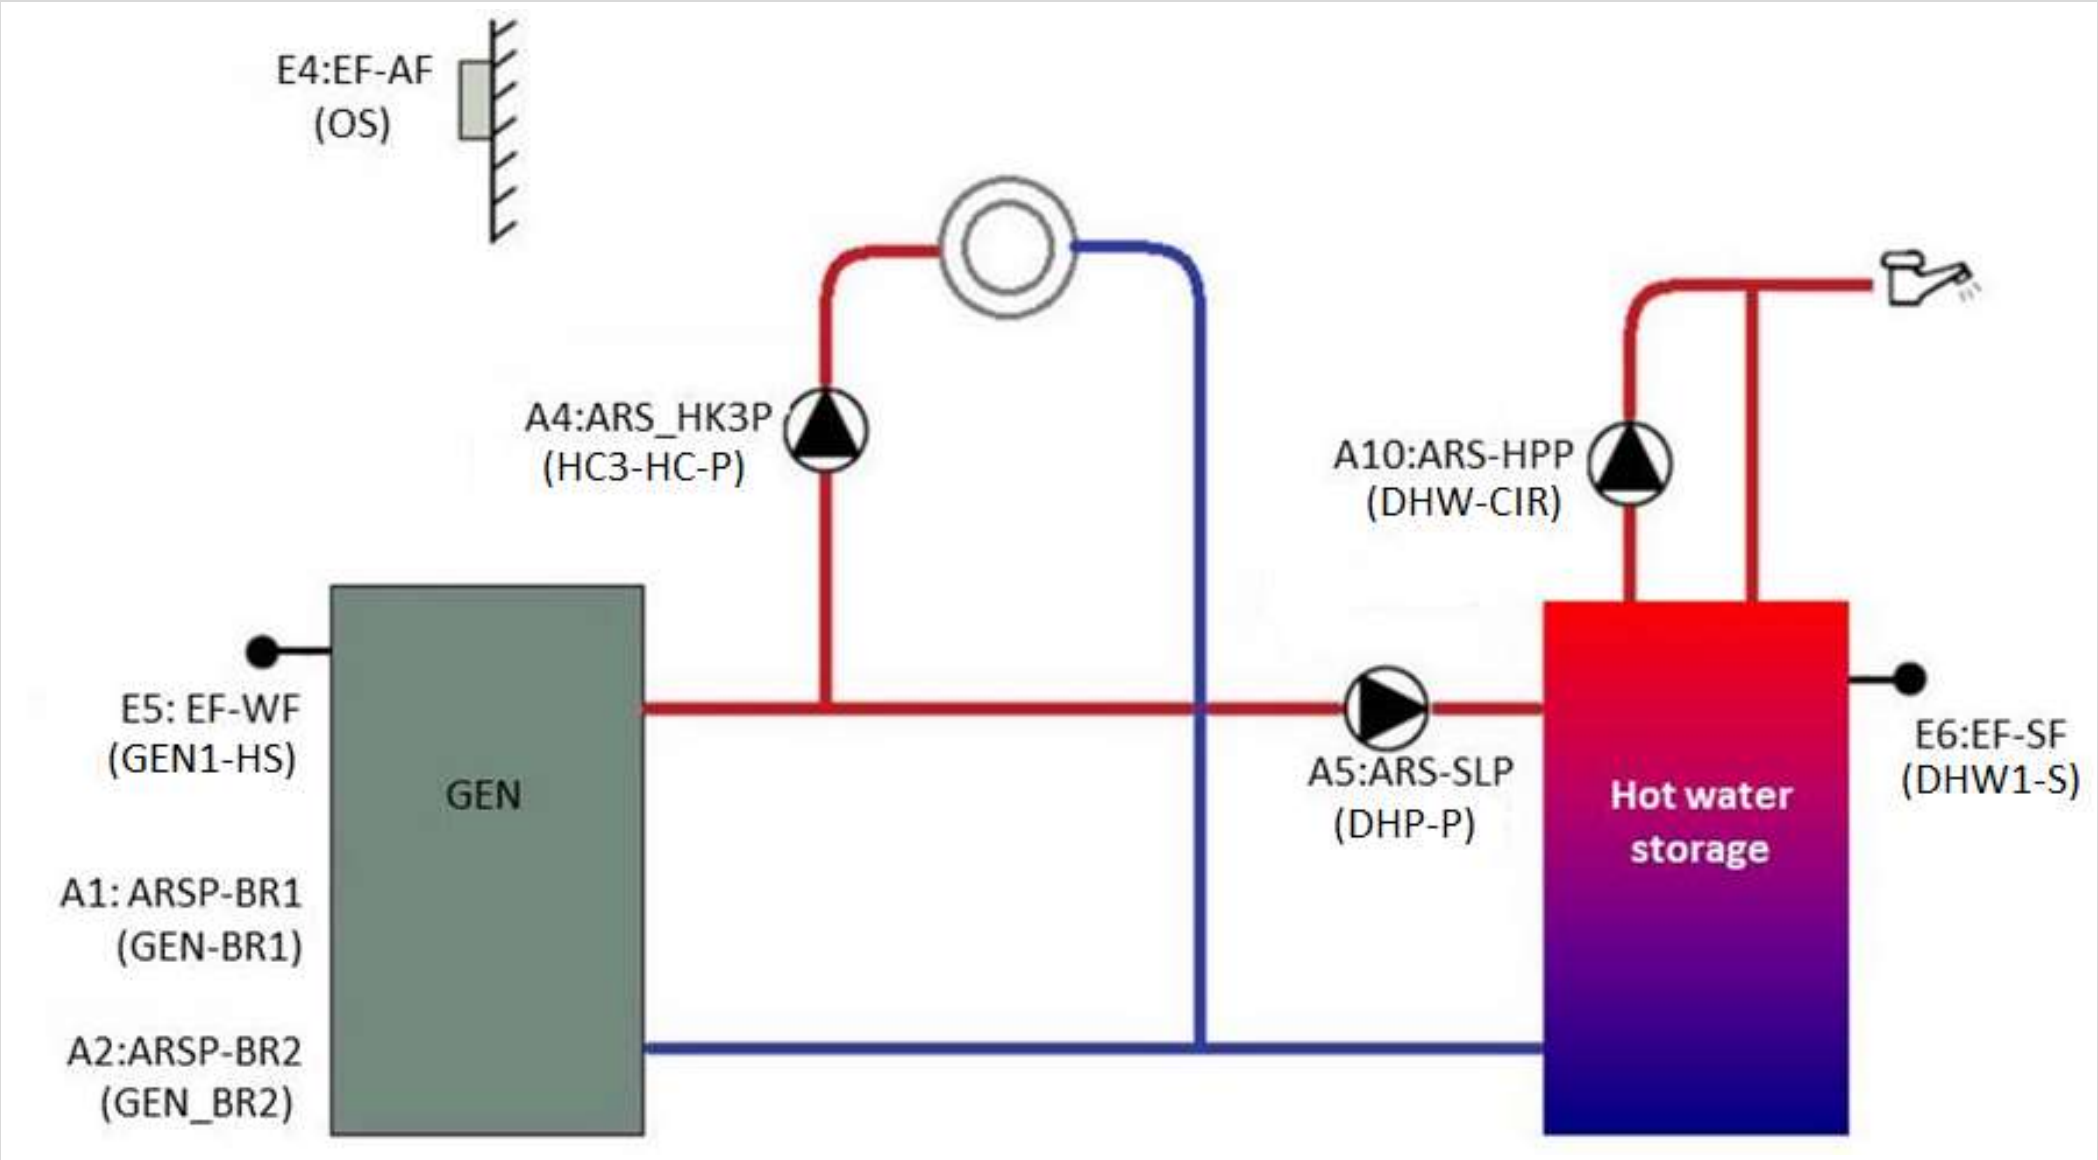 E4:EF-AF
(OS)
A4:ARS_HK3P
(HC3-HC-P)
A10:ARS-HPP
(DHW-CIR)
E5: EF-WF
(GEN1-HS)
GEN
A5:ARS-SLP
(DHP-P)
Hot water
storage
E6:EF-SF
(DHW1-S)
A1: ARSP-BR1
(GEN-BR1)
A2:ARSP-BR2
(GEN_BR2)